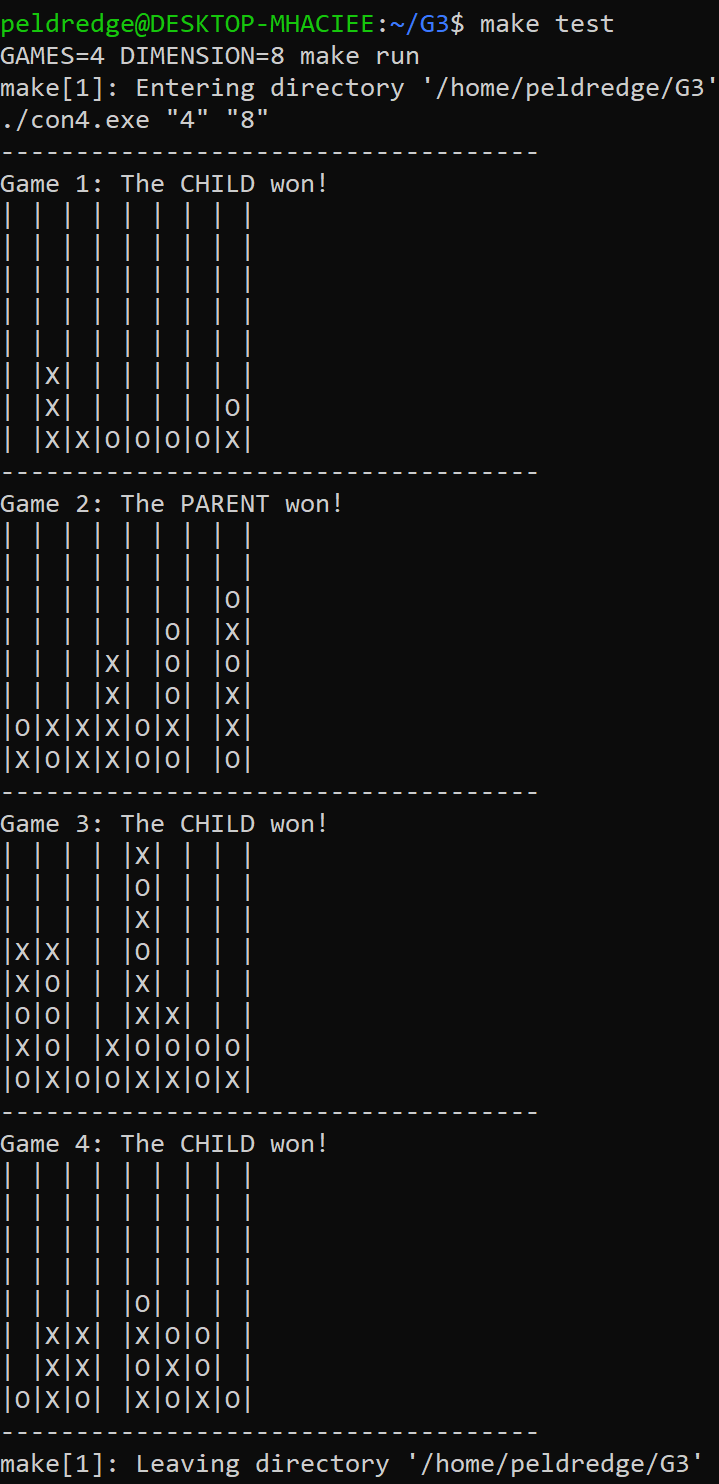 peldredge@DESKTOP-MHACIEE:~/G3$ make test
GAMES=4 DIMENSION=8 make run
make[1]: Entering directory '/home/peldredge/G3'
./con4.exe "4" "8"
------------------------------------
Game 1: The CHILD won!
| | | | | | | | |
| | | | | | | | |
| | | | | | | | |
| | | | | | | | |
| | | | | | | | |
| |X| | | | | | |
| |X| | | | | |O|
| |X|X|O|O|O|O|X|
------------------------------------
Game 2: The PARENT won!
| | | | | | | | |
| | | | | | | | |
| | | | | | | |O|
| | | | | |O| |X|
| | | |X| |O| |O|
| | | |X| |O| |X|
|O|X|X|X|O|X| |X|
|X|O|X|X|O|O| |O|
------------------------------------
Game 3: The CHILD won!
| | | | |X| | | |
| | | | |O| | | |
| | | | |X| | | |
|X|X| | |O| | | |
|X|O| | |X| | | |
|O|O| | |X|X| | |
|X|O| |X|O|O|O|O|
|O|X|O|O|X|X|O|X|
------------------------------------
Game 4: The CHILD won!
| | | | | | | | |
| | | | | | | | |
| | | | | | | | |
| | | | | | | | |
| | | | |O| | | |
| |X|X| |X|O|O| |
| |X|X| |O|X|O| |
|O|X|O| |X|O|X|O|
------------------------------------
make[1]: Leaving directory '/home/peldredge/G3'